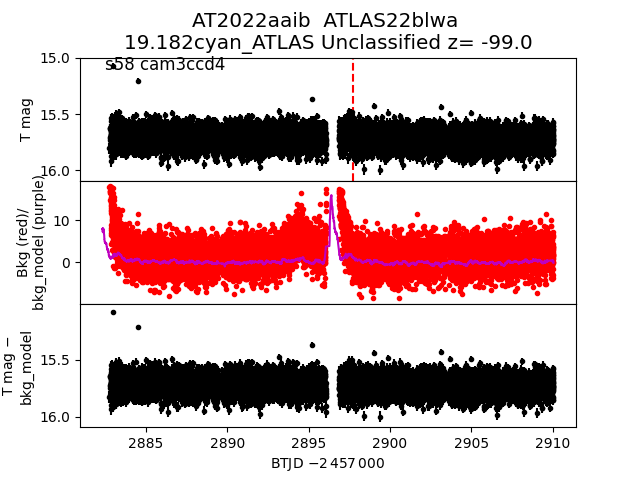 AT2022aaib  ATLAS22blwa
19.182cyan_ATLAS Unclassified z= -99.0
s58 cam3ccd4
15.0
15.5
16.0
T mag
10
0
Bkg (red)/
bkg_model (purple)
15.5
16.0
T mag −
bkg_model
2885 2890 2895 2900 2905 2910
BTJD −2 457 000